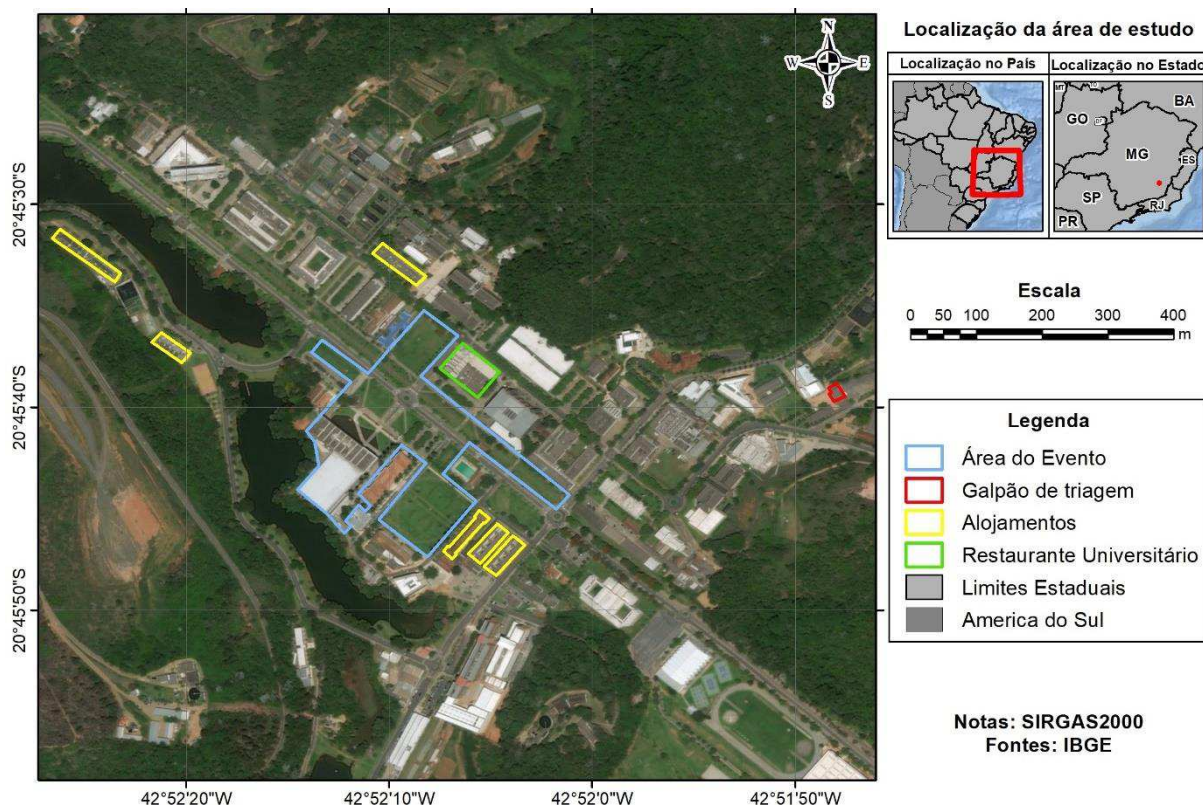 N
W E
S
20°45'30"S
20°45'40"S
20°45'50"S
42°52'20"W 42°52'10"W 42°52'0"W 42°51'50"W
Localização da área de estudo
Localização no País
Localização no Estado
MT
BA
GO
DF
MG
ES
SP
RJ
PR
Escala
0 50 100 200 300 400
m
Legenda
Área do Evento
Galpão de triagem
Alojamentos
Restaurante Universitário
Limites Estaduais
America do Sul
Notas: SIRGAS2000
Fontes: IBGE